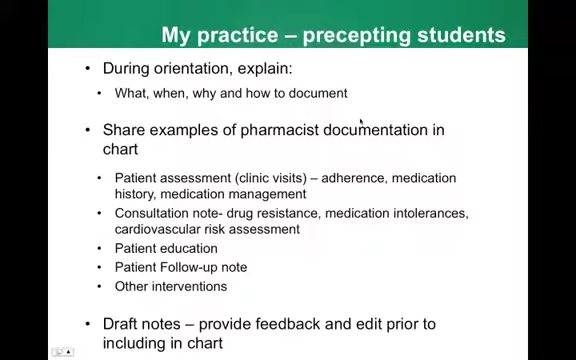 My practice – precepting students
• During orientation, explain:
• What, when, why and how to document
• Share examples of pharmacist documentation in
chart
• Patient assessment (clinic visits) – adherence, medication
history, medication management
• Consultation note- drug resistance, medication intolerances,
cardiovascular risk assessment
• Patient education
• Patient Follow-up note
• Other interventions
• Draft notes – provide feedback and edit prior to
including in chart